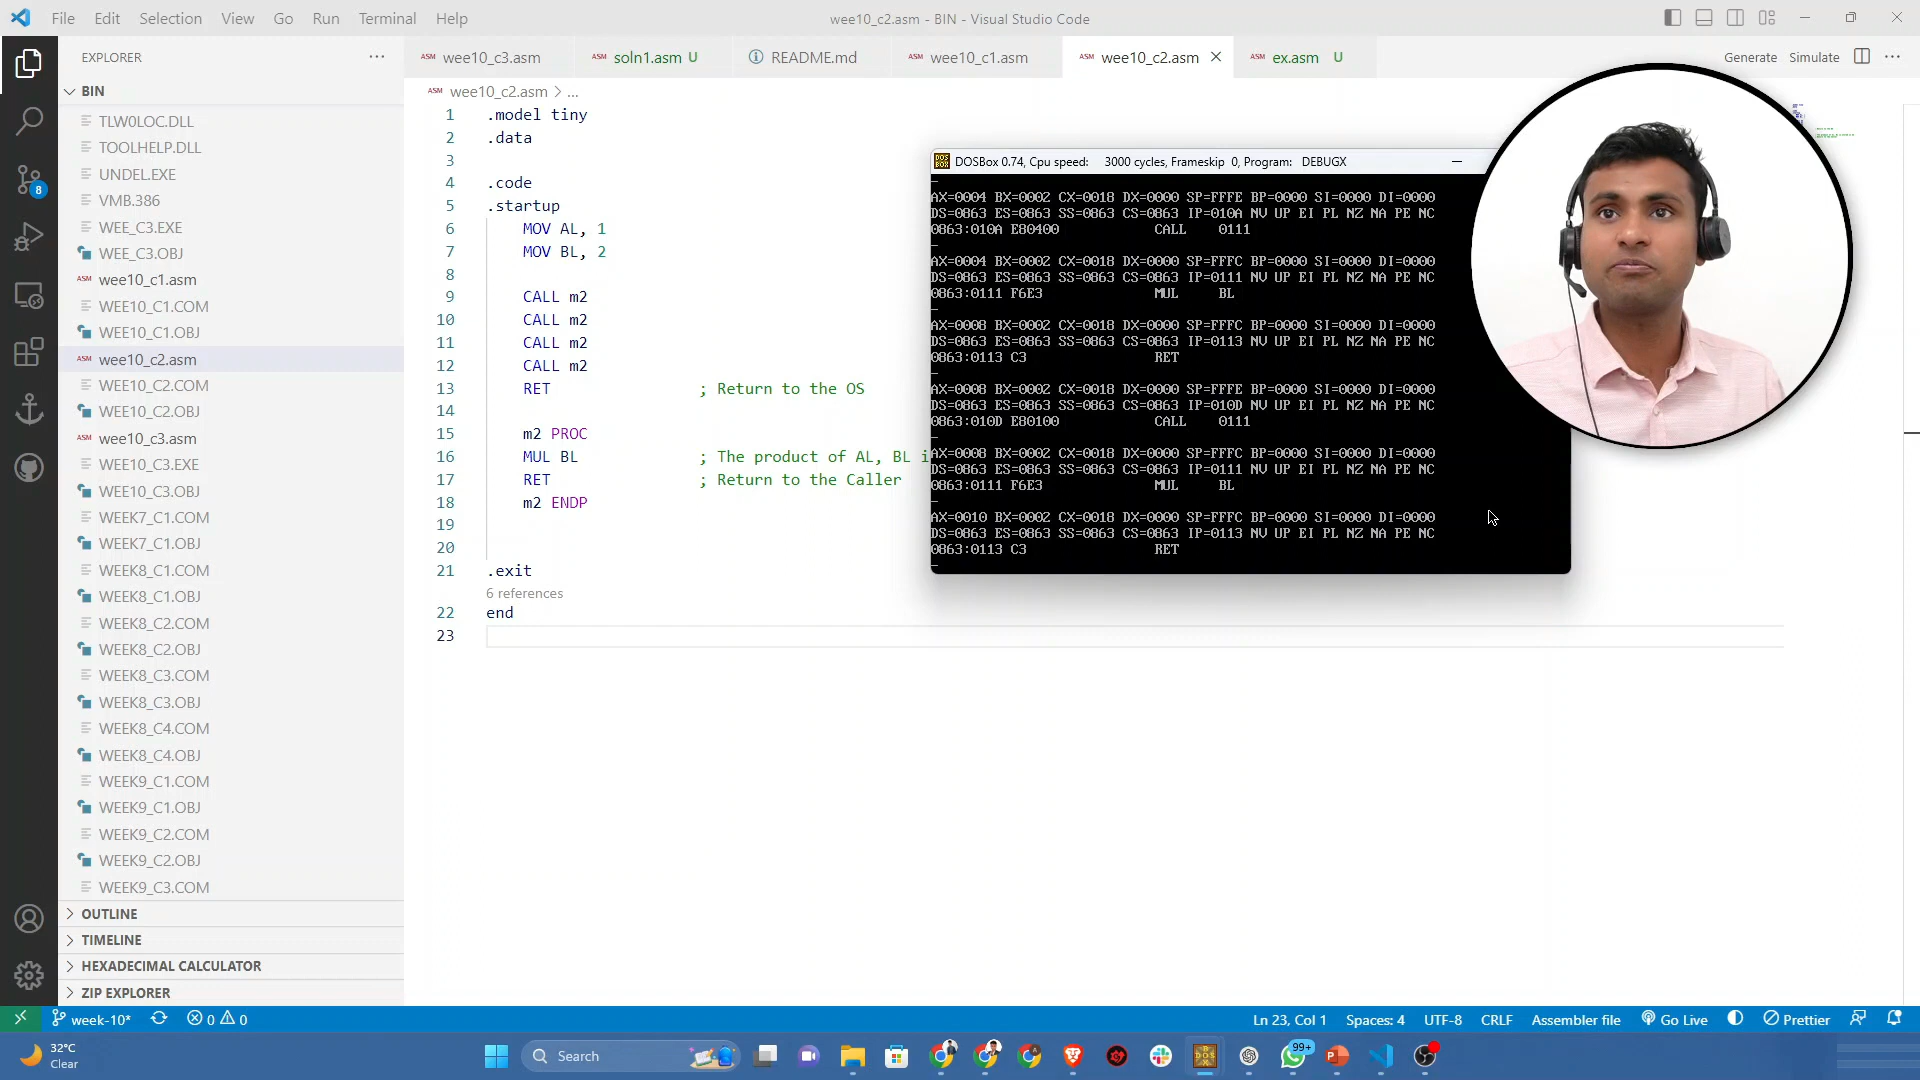 File Edit Selection View Go Run Terminal Help
wee10_c2.asm - BIN - Visual Studio Code
EXPLORER
BIN
TLW0LOC.DLL
TOOLHELP.DLL
UNDEL.EXE
VMB.386
WEE_C3.EXE
WEE_C3.OBJ
ASM wee10_c1.asm
WEE10_C1.COM
WEE10_C1.OBJ
ASM wee10_c2.asm
WEE10_C2.COM
WEE10_C2.OBJ
ASM wee10_c3.asm
WEE10_C3.EXE
WEE10_C3.OBJ
WEEK7_C1.COM
WEEK7_C1.OBJ
WEEK8_C1.COM
WEEK8_C1.OBJ
WEEK8_C2.COM
WEEK8_C2.OBJ
WEEK8_C3.COM
WEEK8_C3.OBJ
WEEK8_C4.COM
WEEK8_C4.OBJ
WEEK9_C1.COM
WEEK9_C1.OBJ
WEEK9_C2.COM
WEEK9_C2.OBJ
WEEK9_C3.COM
OUTLINE
TIMELINE
HEXADECIMAL CALCULATOR
ZIP EXPLORER
8
ASM wee10_c3.asm ASM soln1.asm U README.md ASM wee10_c1.asm ASM wee10_c2.asm ASM ex.asm U
Generate Simulate
ASM wee10_c2.asm > ...
1 .model tiny
2 .data
3
4 .code
5 .startup
6 MOV AL, 1
7 MOV BL, 2
8
9 CALL m2
10 CALL m2
11 CALL m2
12 CALL m2
13 RET ; Return to the OS
14
15 m2 PROC
16 MUL BL ; The product of AL, BL i
17 RET ; Return to the Caller
18 m2 ENDP
19
20
21 .exit
6 references
22 end
23
DOSBox 0.74, Cpu speed: 3000 cycles, Frameskip 0, Program: DEBUGX
-
AX=0004 BX=0002 CX=0018 DX=0000 SP=FFFE BP=0000 SI=0000 DI=0000
DS=0863 ES=0863 SS=0863 CS=0863 IP=010A NV UP EI PL NZ NA PE NC
0863:010A E80400 CALL 0111
-
AX=0004 BX=0002 CX=0018 DX=0000 SP=FFFC BP=0000 SI=0000 DI=0000
DS=0863 ES=0863 SS=0863 CS=0863 IP=0111 NV UP EI PL NZ NA PE NC
0863:0111 F6E3 MUL BL
-
AX=0008 BX=0002 CX=0018 DX=0000 SP=FFFC BP=0000 SI=0000 DI=0000
DS=0863 ES=0863 SS=0863 CS=0863 IP=0113 NV UP EI PL NZ NA PE NC
0863:0113 C3 RET
-
AX=0008 BX=0002 CX=0018 DX=0000 SP=FFFE BP=0000 SI=0000 DI=0000
DS=0863 ES=0863 SS=0863 CS=0863 IP=010D NV UP EI PL NZ NA PE NC
0863:010D E80100 CALL 0111
-
AX=0008 BX=0002 CX=0018 DX=0000 SP=FFFC BP=0000 SI=0000 DI=0000
DS=0863 ES=0863 SS=0863 CS=0863 IP=0111 NV UP EI PL NZ NA PE NC
0863:0111 F6E3 MUL BL
-
AX=0010 BX=0002 CX=0018 DX=0000 SP=FFFC BP=0000 SI=0000 DI=0000
DS=0863 ES=0863 SS=0863 CS=0863 IP=0113 NV UP EI PL NZ NA PE NC
0863:0113 C3 RET
-
week-10* 0 0
Ln 23, Col 1 Spaces: 4 UTF-8 CRLF Assembler file Go Live Prettier
32°C
Clear
Search
DOS
99+